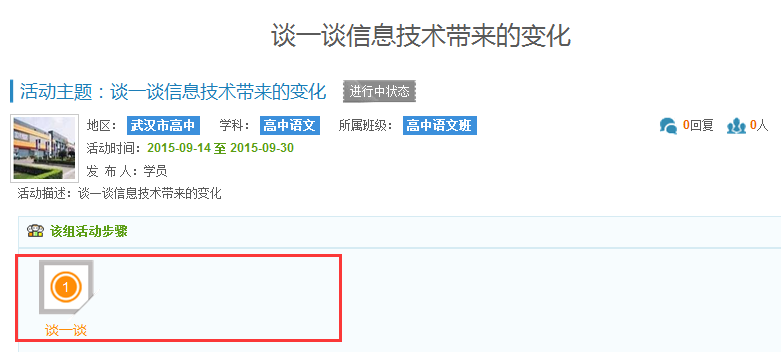 谈一谈信息技术带来的变化
活动主题：谈一谈信息技术带来的变化 进行中状态
地区： 武汉市高中 学科： 高中语文 所属班级： 高中语文班 0回复 0人
活动时间：2015-09-14 至 2015-09-30
发 布 人：学员
活动描述：谈一谈信息技术带来的变化
该组活动步骤
1
谈一谈